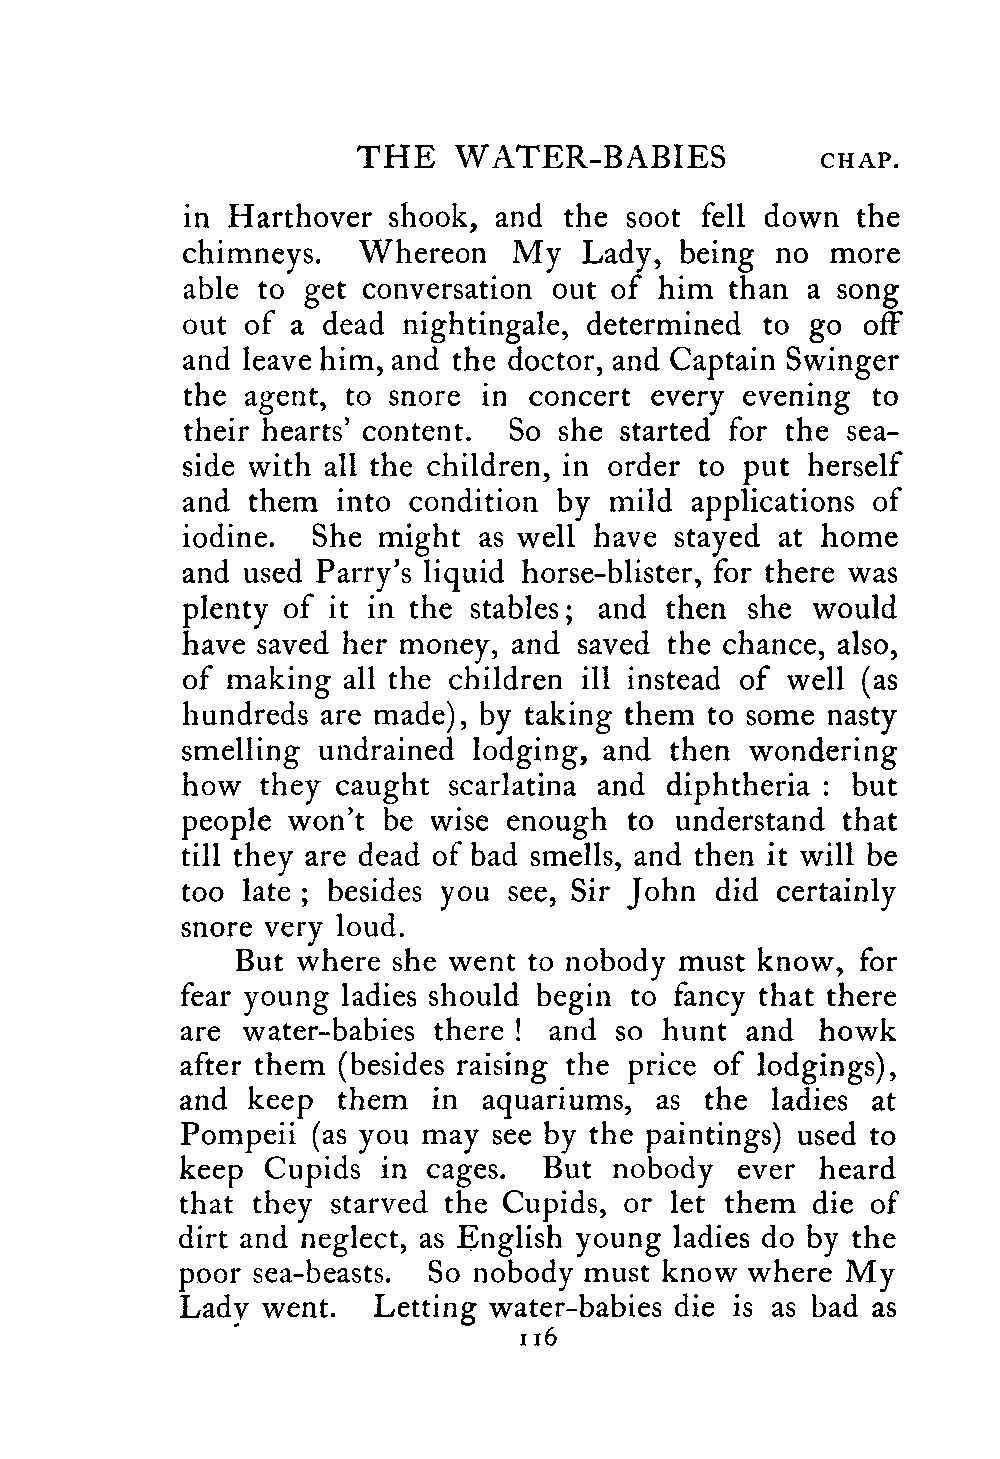 THE WATER-BABIES CHAP.
in Harthover shook, and the soot fell down the
chimneys. Whereon My Lady, being no more
able to get conversation out of him than a song
out of a dead nightingale, determined to go off
and leave him, and the doctor, and Captain Swinger
the agent, to snore in concert every evening to
their hearts' content. So she started for the sea-
side with all the children, in order to put herself
and them into condition by mild applications of
iodine. She might as well have stayed at home
and used Parry's liquid horse-blister, for there was
plenty of it in the stables; and then she would
have saved her money, and saved the chance, also,
of making all the children ill instead of well (as
hundreds are made), by taking them to some nasty
smelling undrained lodging, and then wondering
how they caught scarlatina and diphtheria : but
people won't be wise enough to understand that
till they are dead of bad smells, and then it will be
too late ; besides you see, Sir John did certainly
snore very loud.
But where she went to nobody must know, for
fear young ladies should begin to fancy that there
are water-babies there ! and so hunt and howk
after them (besides raising the price of lodgings),
and keep them in aquariums, as the ladies at
Pompeii (as you may see by the paintings) used to
keep Cupids in cages. But nobody ever heard
that they starved the Cupids, or let them die of
dirt and neglect, as English young ladies do by the
poor sea-beasts. So nobody must know where My
Lady went. Letting water-babies die is as bad as
116